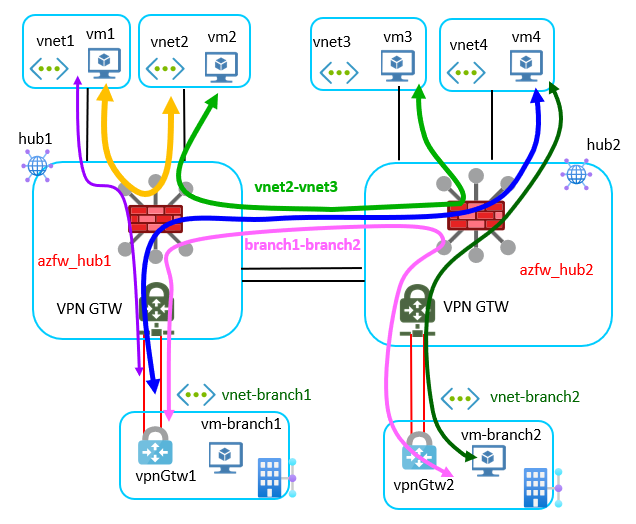 vnet1
vm1
vnet2
vm2
vnet3
vm3
vnet4
vm4
hub1
hub2
vnet2-vnet3
azfw_hub1
branch1-branch2
azfw_hub2
VPN GTW
VPN GTW
vnet-branch1
vnet-branch2
vm-branch1
vpnGtw1
vm-branch2
vpnGtw2